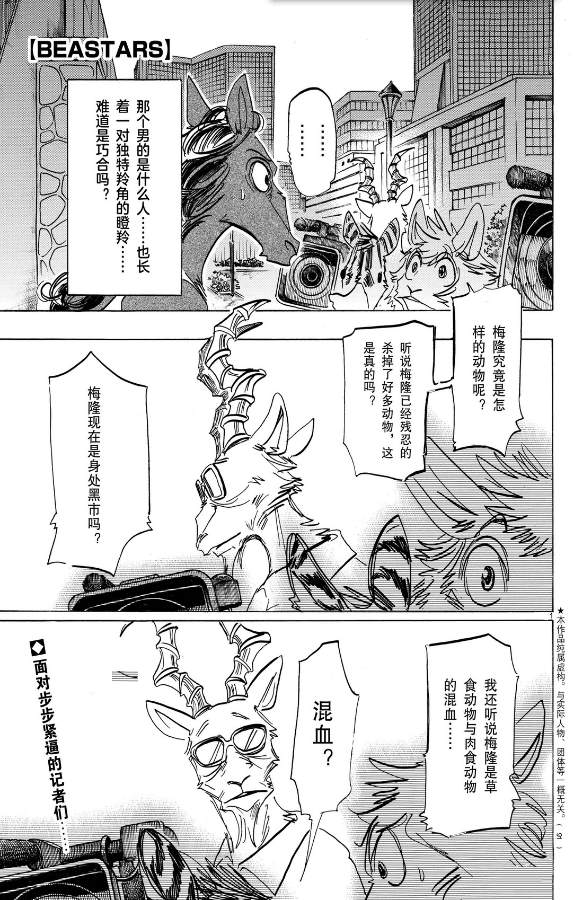 【BEASTARS】
……
那个男的是什么人……也长
着一对独特羚角的瞪羚……
难道是巧合吗？
梅隆究竟是怎
样的动物呢？
听说梅隆已经残忍的
杀掉了好多动物，这
是真的吗？
梅隆现在是身处黑市吗？
我还听说梅隆是草
食动物与肉食动物
的混血……
混血？
◆面对步步紧逼的记者们……
★本作品纯属虚构。与实际人物、团体等一概无关。